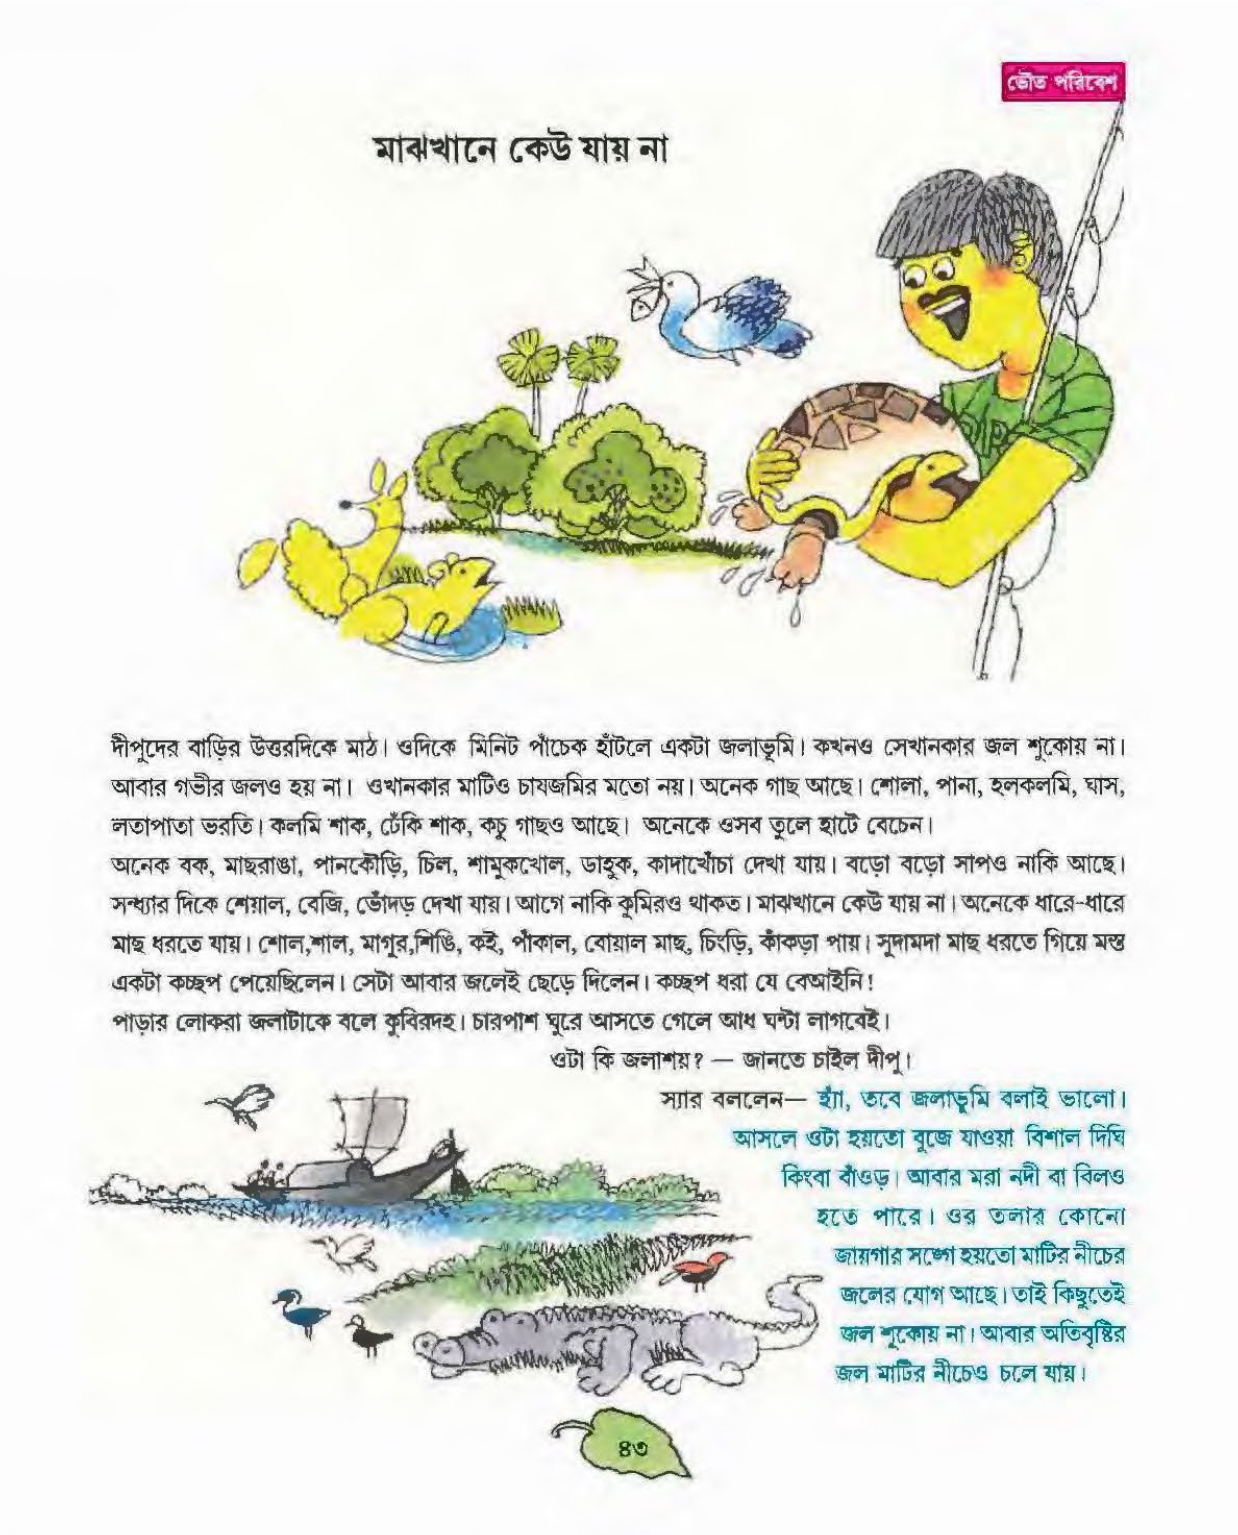 ভৌত পরিবেশ
মাঝখানে কেউ যায় না
দীপুদের বাড়ির উত্তরদিকে মাঠ। ওদিকে মিনিট পাঁচেক হাঁটলে একটা জলাভূমি। কখনও সেখানকার জল শুকোয় না।
আবার গভীর জলও হয় না। ওখানকার মাটিও চাষজমির মতো নয়। অনেক গাছ আছে। শোলা, পানা, হলকলমি, ঘাস,
লতাপাতা ভরতি। কলমি শাক, ঢেঁকি শাক, কচু গাছও আছে। অনেকে ওসব তুলে হাটে বেচেন।
অনেক বক, মাছরাঙা, পানকৌড়ি, চিল, শামুকখোল, ডাহুক, কাদাখোঁচা দেখা যায়। বড়ো বড়ো সাপও নাকি আছে।
সন্ধ্যার দিকে শেয়াল, বেজি, ভোঁদড় দেখা যায়। আগে নাকি কুমিরও থাকত। মাঝখানে কেউ যায় না। অনেকে ধারে-ধারে
মাছ ধরতে যায়। শোল,শাল, মাগুর,শিঙি, কই, পাঁকাল, বোয়াল মাছ, চিংড়ি, কাঁকড়া পায়। সুদামদা মাছ ধরতে গিয়ে মস্ত
একটা কচ্ছপ পেয়েছিলেন। সেটা আবার জলেই ছেড়ে দিলেন। কচ্ছপ ধরা যে বেআইনি!
পাড়ার লোকরা জলাটাকে বলে কুবিরদহ। চারপাশ ঘুরে আসতে গেলে আধ ঘন্টা লাগবেই।
ওটা কি জলাশয়? — জানতে চাইল দীপু।
স্যার বললেন— হ্যাঁ, তবে জলাভূমি বলাই ভালো।
আসলে ওটা হয়তো বুজে যাওয়া বিশাল দিঘি
কিংবা বাঁওড়। আবার মরা নদী বা বিলও
হতে পারে। ওর তলার কোনো
জায়গার সঙ্গে হয়তো মাটির নীচের
জলের যোগ আছে। তাই কিছুতেই
জল শুকোয় না। আবার অতিবৃষ্টির
জল মাটির নীচেও চলে যায়।
৪৩